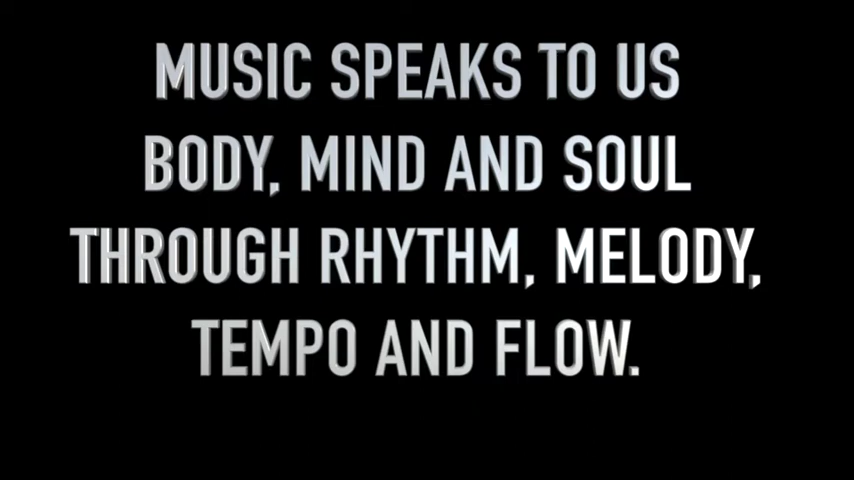 MUSIC SPEAKS TO US
BODY, MIND AND SOUL
THROUGH RHYTHM, MELODY,
TEMPO AND FLOW.